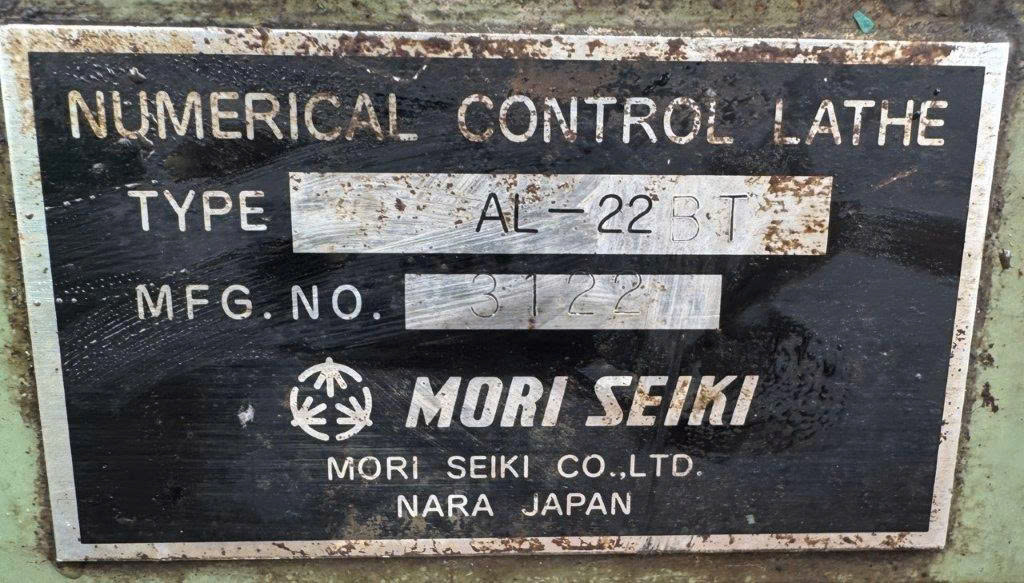 NUMERICAL CONTROL LATHE
TYPE AL-22BT
MFG. NO. 3122
MORI SEIKI
MORI SEIKI CO.,LTD.
NARA JAPAN